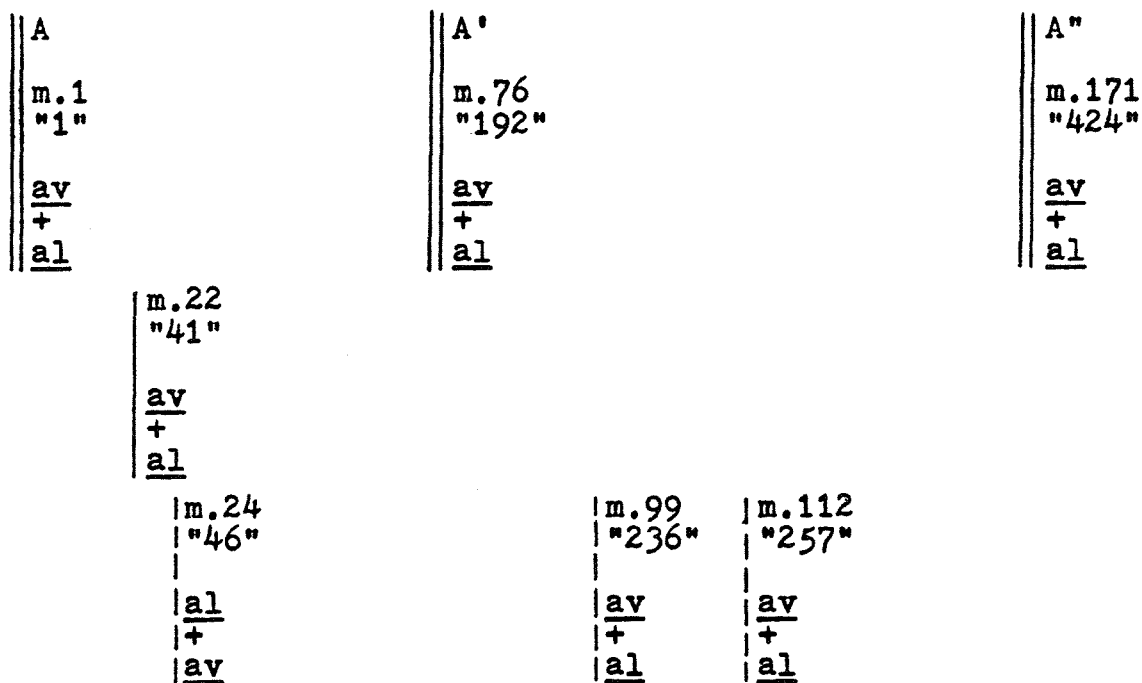 A
m.1
"1"
av
+
al
A'
m.76
"192"
av
+
al
A"
m.171
"424"
av
+
al
m.22
"41"
av
+
al
m.24
"46"
al
+
av
m.99
"236"
av
+
al
m.112
"257"
av
+
al